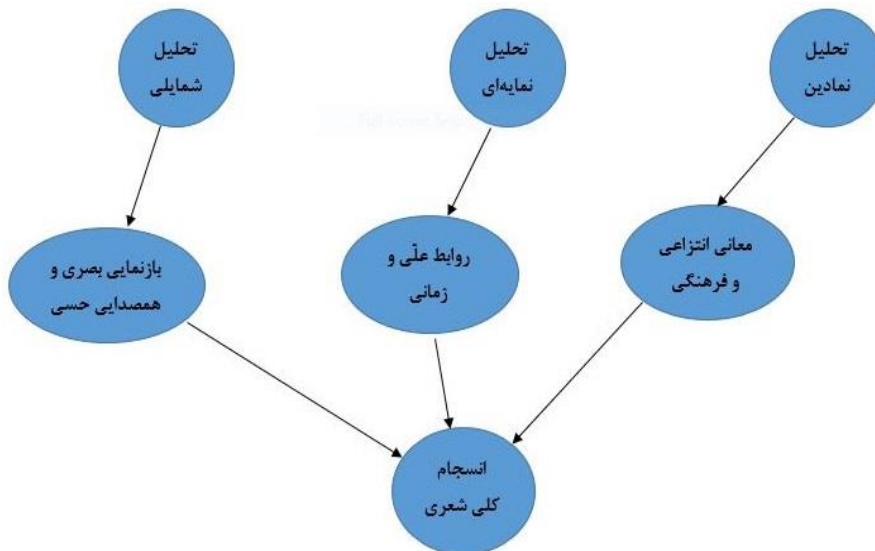 تحلیل
نمادین
تحلیل
نمایه‌ای
تحلیل
شمایلی
معانی انتزاعی
و فرهنگی
روابط علّی و
زمانی
بازنمایی بصری و
همصدایی حسی
انسجام
کلی شعری